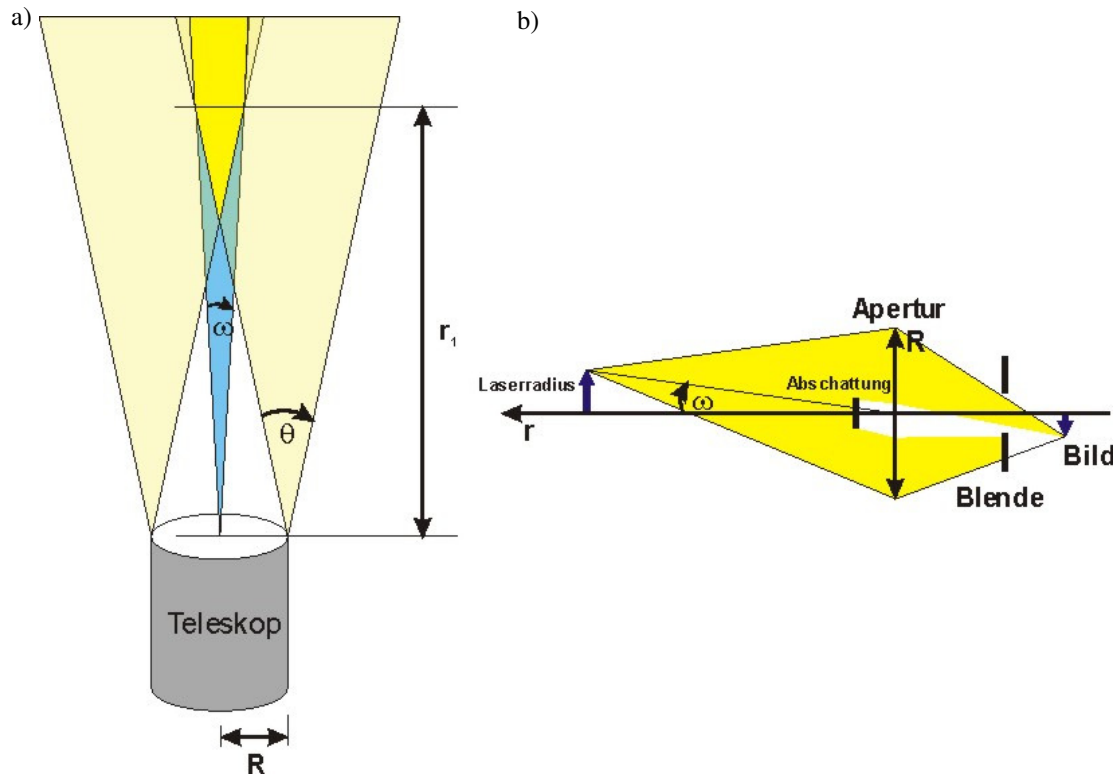 a)
ω
θ
r₁
Teleskop
R
b)
Apertur
R
Laserradius
Abschattung
ω
r
Blende
Bild